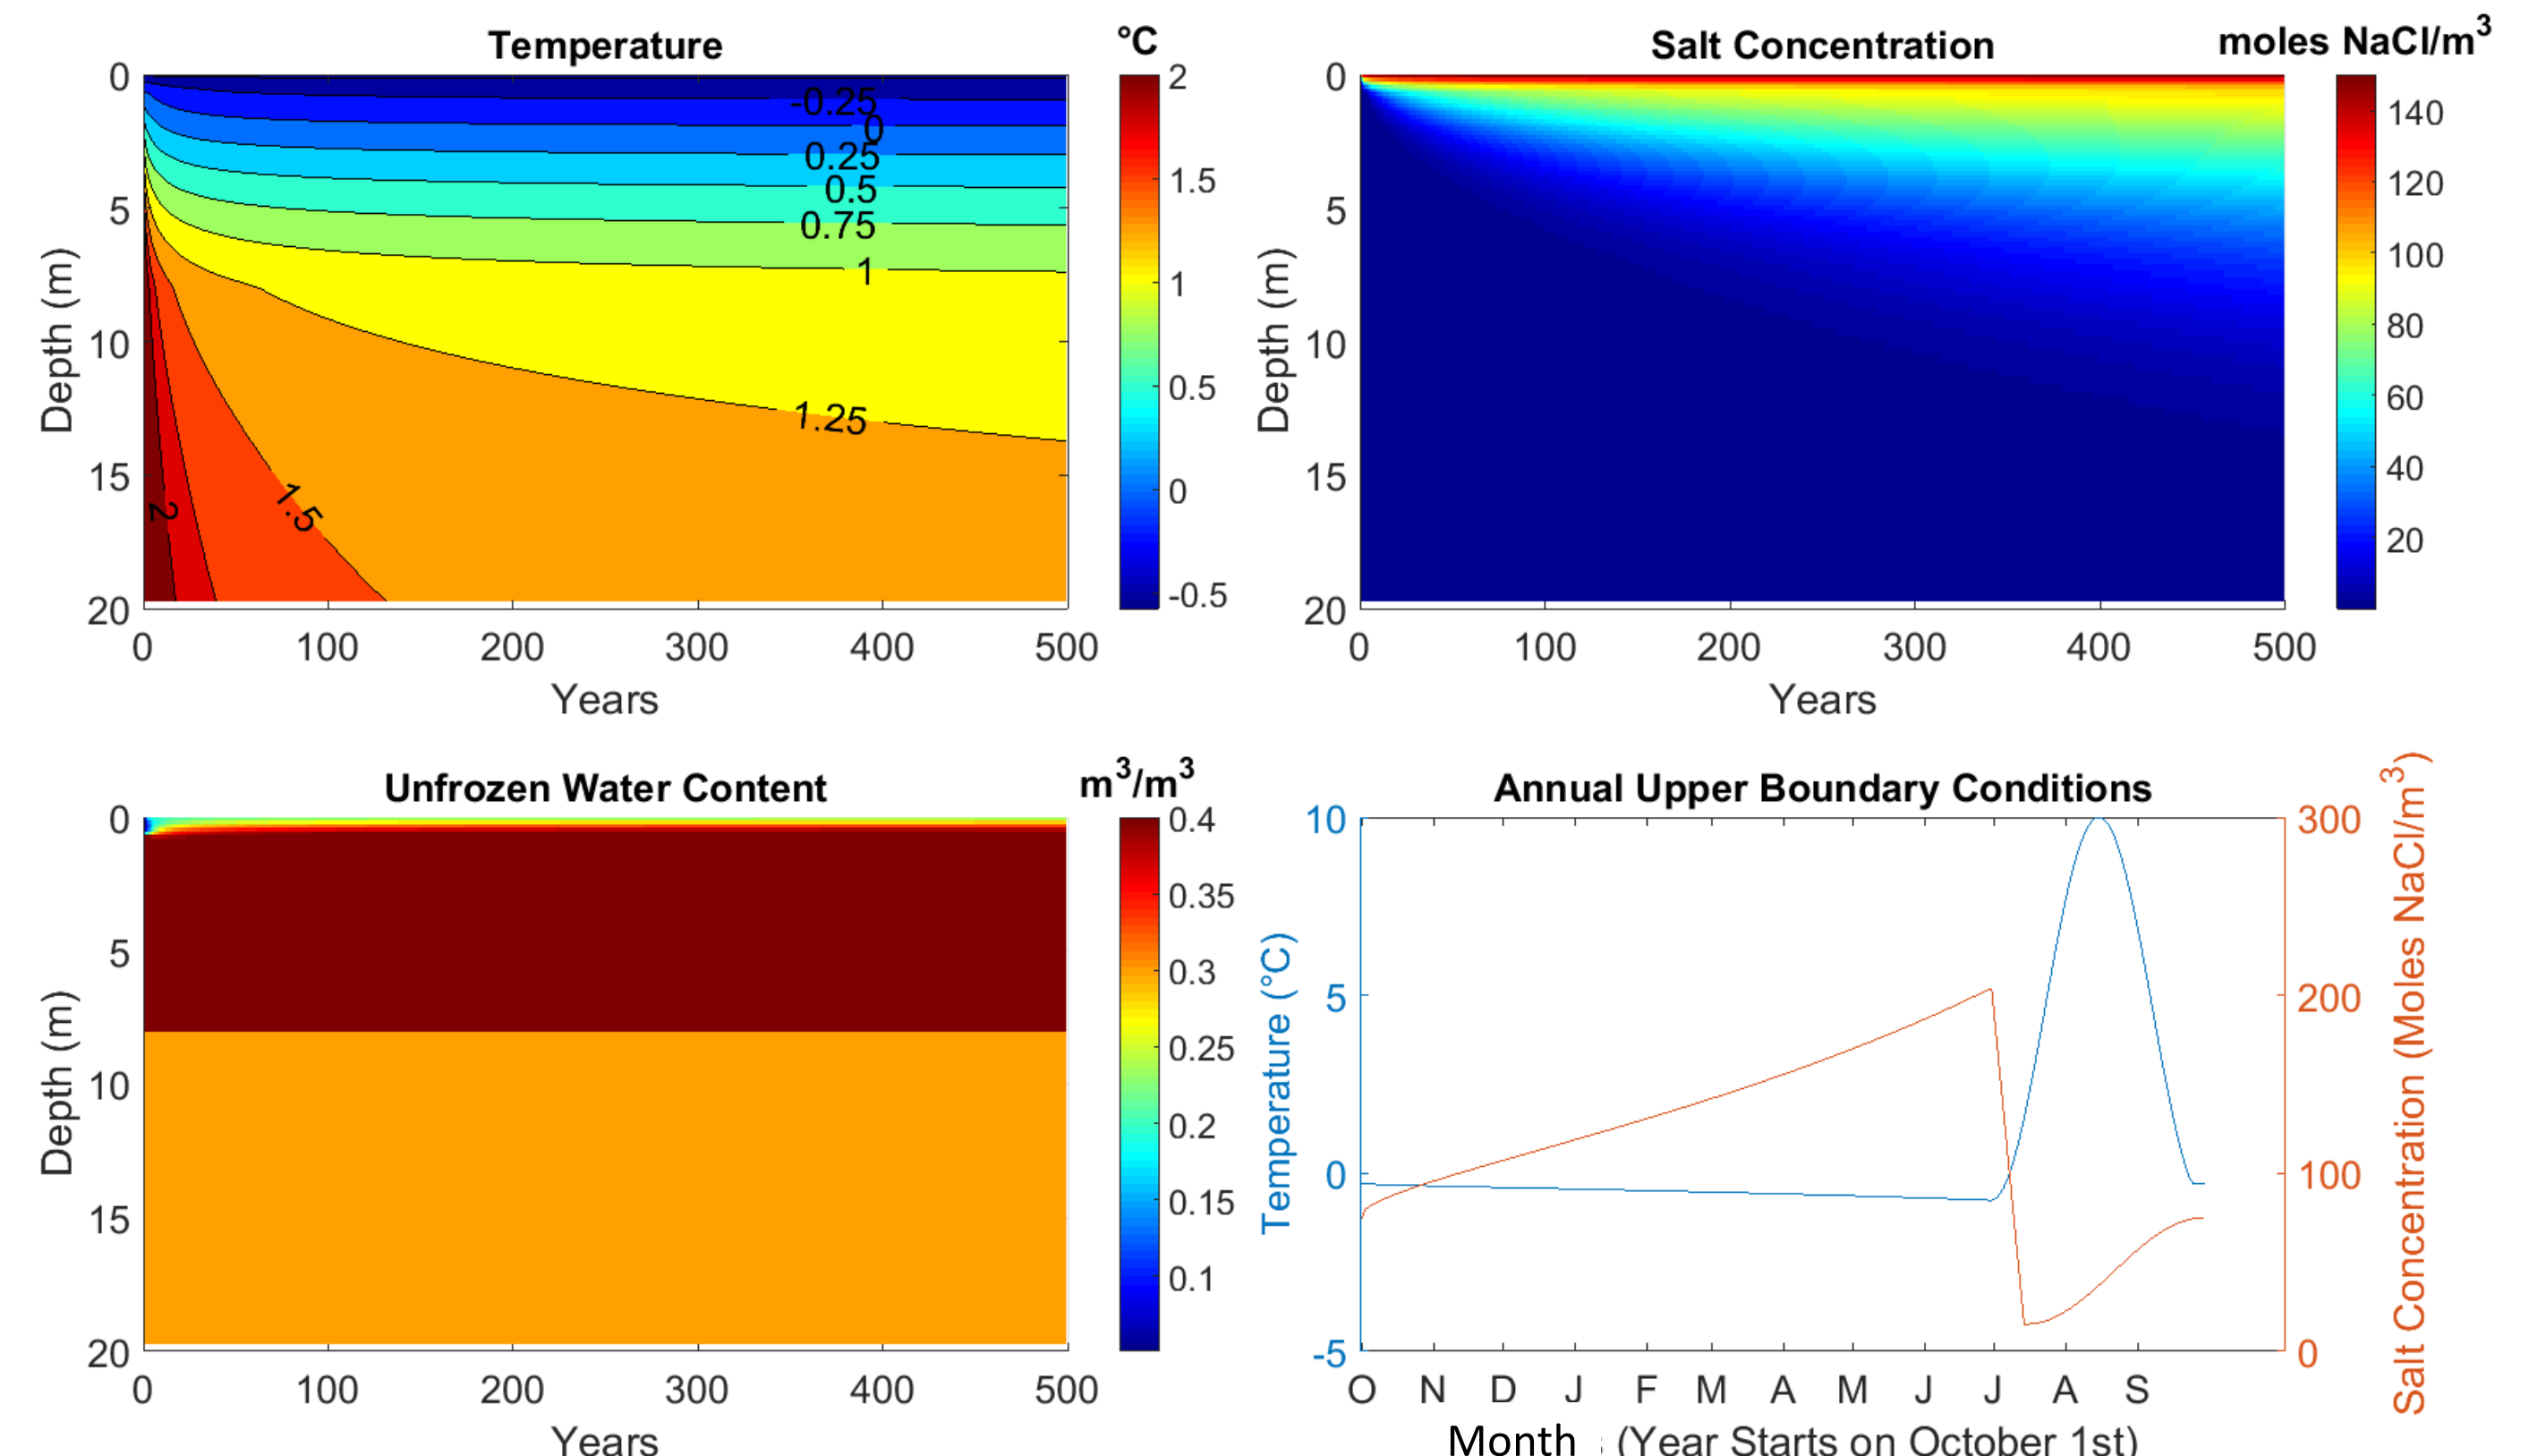 Temperature
°C
0
5
10
15
20
Depth (m)
-0.25
0
0.25
0.5
0.75
1
1.25
1.5
2
2
1.5
1
0.5
0
-0.5
0 100 200 300 400 500
Years
Salt Concentration
moles NaCl/m³
0
5
10
15
20
Depth (m)
140
120
100
80
60
40
20
0 100 200 300 400 500
Years
Unfrozen Water Content
m³/m³
0
5
10
15
20
Depth (m)
0.4
0.35
0.3
0.25
0.2
0.15
0.1
0 100 200 300 400 500
Years
Annual Upper Boundary Conditions
10
5
0
-5
Temperature (°C)
300
200
100
0
Salt Concentration (Moles NaCl/m³)
O N D J F M A M J J A S
Month (Year Starts on October 1st)